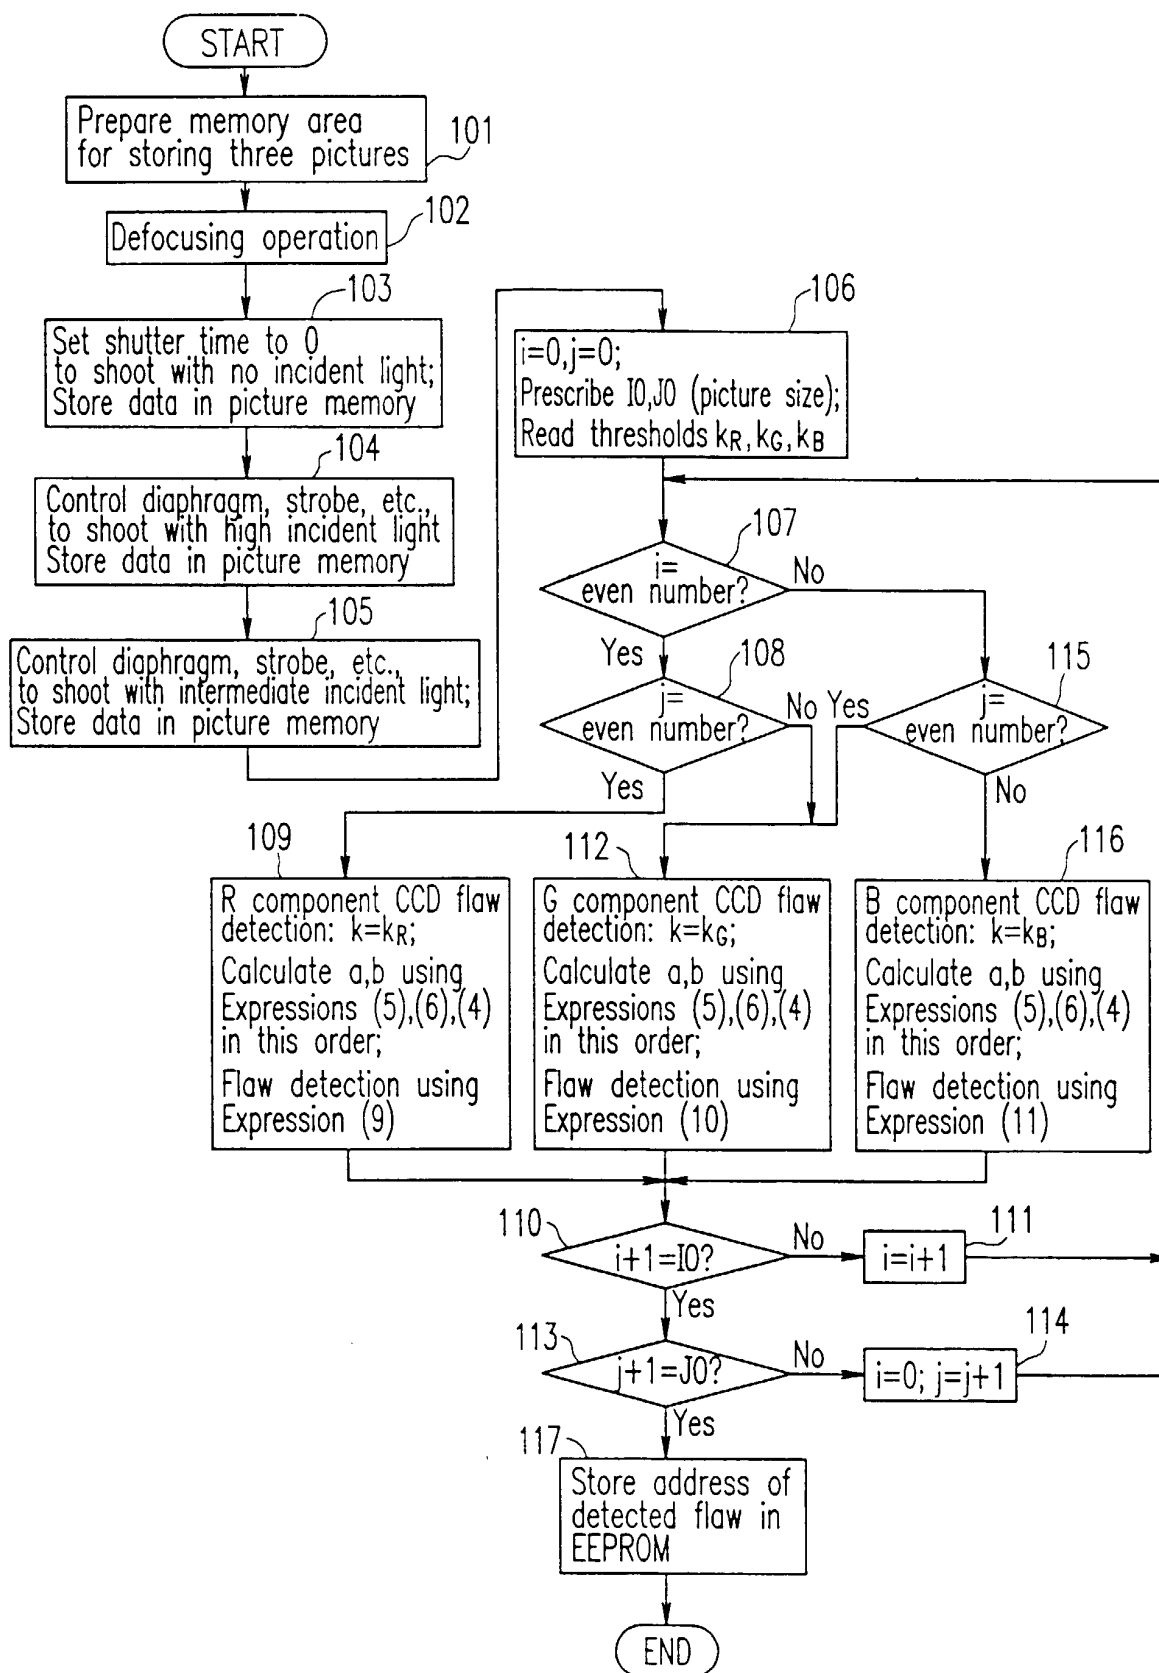 START
Prepare memory area
for storing three pictures
101
102
Defocusing operation
103
Set shutter time to 0
to shoot with no incident light;
Store data in picture memory
104
Control diaphragm, strobe, etc.,
to shoot with high incident light
Store data in picture memory
105
Control diaphragm, strobe, etc.,
to shoot with intermediate incident light;
Store data in picture memory
106
i=0,j=0;
Prescribe I0,J0 (picture size);
Read thresholds kR,kG,kB
107
i=
even number?
No
Yes
108
j=
even number?
No
Yes
115
j=
even number?
Yes
No
109
R component CCD flaw
detection: k=kR;
Calculate a,b using
Expressions (5),(6),(4)
in this order;
Flaw detection using
Expression (9)
112
G component CCD flaw
detection: k=kG;
Calculate a,b using
Expressions (5),(6),(4)
in this order;
Flaw detection using
Expression (10)
116
B component CCD flaw
detection: k=kB;
Calculate a,b using
Expressions (5),(6),(4)
in this order;
Flaw detection using
Expression (11)
110
i+1=I0?
No
Yes
111
i=i+1
113
j+1=J0?
No
Yes
114
i=0; j=j+1
117
Store address of
detected flaw in
EEPROM
END